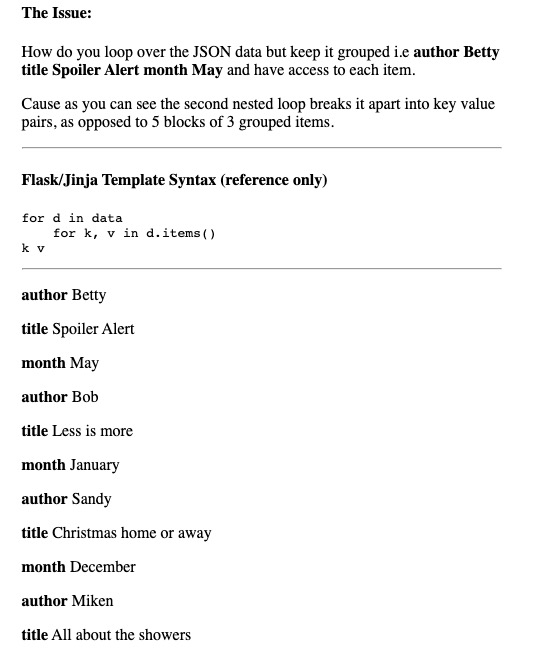 The Issue:
How do you loop over the JSON data but keep it grouped i.e author Betty
title Spoiler Alert month May and have access to each item.
Cause as you can see the second nested loop breaks it apart into key value
pairs, as opposed to 5 blocks of 3 grouped items.
Flask/Jinja Template Syntax (reference only)
for d in data
    for k, v in d.items()
k v
author Betty
title Spoiler Alert
month May
author Bob
title Less is more
month January
author Sandy
title Christmas home or away
month December
author Miken
title All about the showers